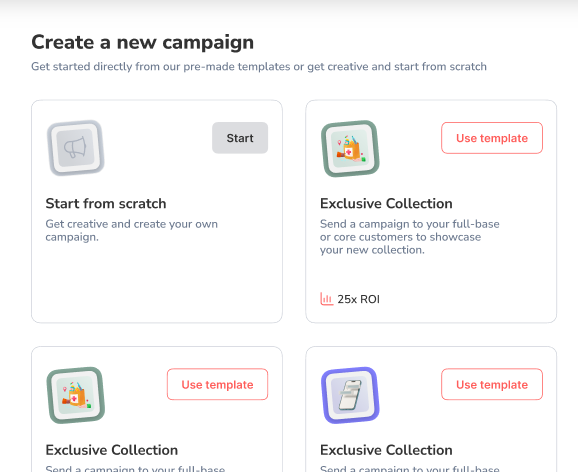 Create a new campaign
Get started directly from our pre-made templates or get creative and start from scratch
Start
Start from scratch
Get creative and create your own
campaign.
Use template
Exclusive Collection
Send a campaign to your full-base
or core customers to showcase
your new collection.
25x ROI
Use template
Exclusive Collection
Send a campaign to your full-base
Use template
Exclusive Collection
Send a campaign to your full-base